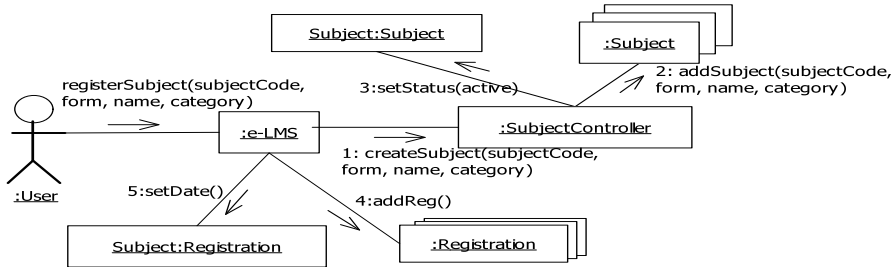 Subject:Subject
:Subject
registerSubject(subjectCode,
form, name, category)
3:setStatus(active)
2: addSubject(subjectCode,
form, name, category)
:e-LMS
:SubjectController
1: createSubject(subjectCode,
form, name, category)
:User
5:setDate()
4:addReg()
Subject:Registration
:Registration